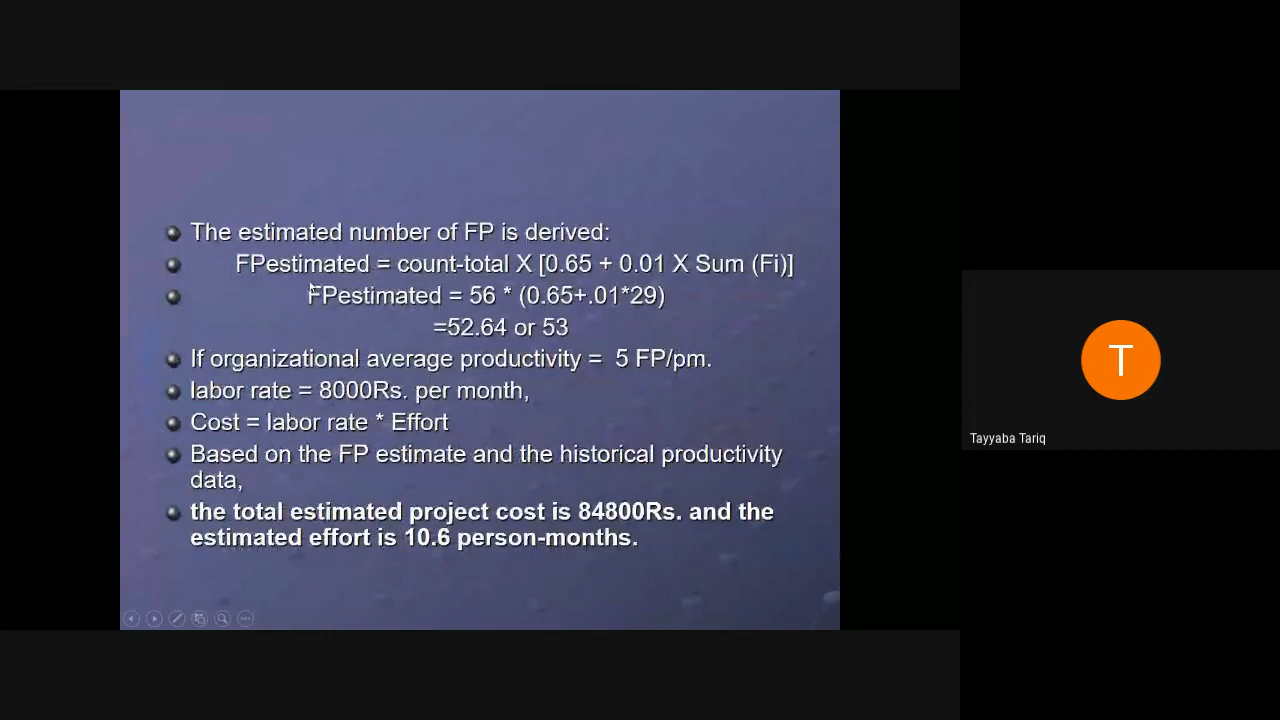 The estimated number of FP is derived:
FPestimated = count-total X [0.65 + 0.01 X Sum (Fi)]
FPestimated = 56 * (0.65+.01*29)
=52.64 or 53
If organizational average productivity = 5 FP/pm.
labor rate = 8000Rs. per month,
Cost = labor rate * Effort
Based on the FP estimate and the historical productivity
data,
the total estimated project cost is 84800Rs. and the
estimated effort is 10.6 person-months.
T
Tayyaba Tariq